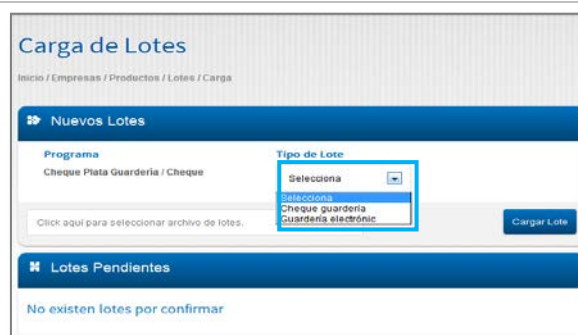 Carga de Lotes
Inicio / Empresas / Productos / Lotes / Carga
Nuevos Lotes
Programa
Tipo de Lote
Cheque Plata Guardería / Cheque
Selecciona
Selecciona
Cheque guardería
Guardería electrónic
Click aquí para seleccionar archivo de lotes.
Cargar Lote
Lotes Pendientes
No existen lotes por confirmar